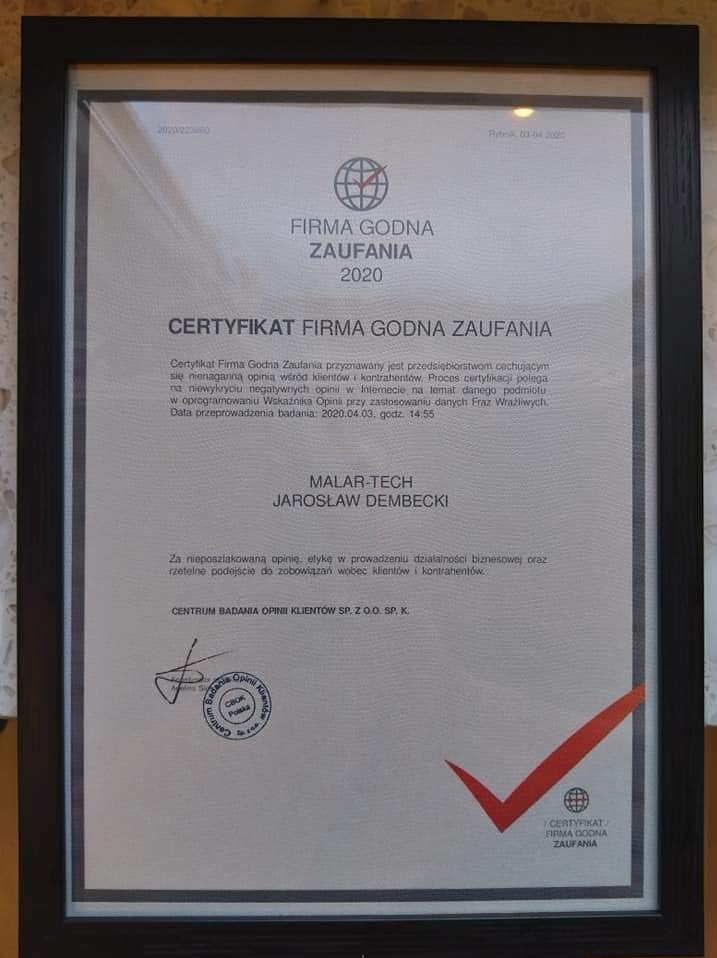 Rybnik, 03-04-2020
FIRMA GODNA
ZAUFANIA
2020
CERTYFIKAT FIRMA GODNA ZAUFANIA
Certyfikat Firma Godna Zaufania przyznawany jest przedsiębiorstwom cechującym
się nienaganną opinią wśród klientów i kontrahentów. Proces certyfikacji polega
na niewykryciu negatywnych opinii w Internecie na temat danego podmiotu
w oprogramowaniu Wskaźnika Opinii przy zastosowaniu danych Fraz Wrażliwych.
Data przeprowadzenia badania: 2020.04.03, godz. 14:55
MALAR-TECH
JAROSŁAW DEMBECKI
Za nieposzlakowaną opinię, etykę w prowadzeniu działalności biznesowej oraz
rzetelne podejście do zobowiązań wobec klientów i kontrahentów.
CENTRUM BADANIA OPINII KLIENTÓW SP. Z O.O. SP. K.
Centrum Badania Opinii Klientów
CBOK
Polska
/ CERTYFIKAT /
FIRMA GODNA
ZAUFANIA